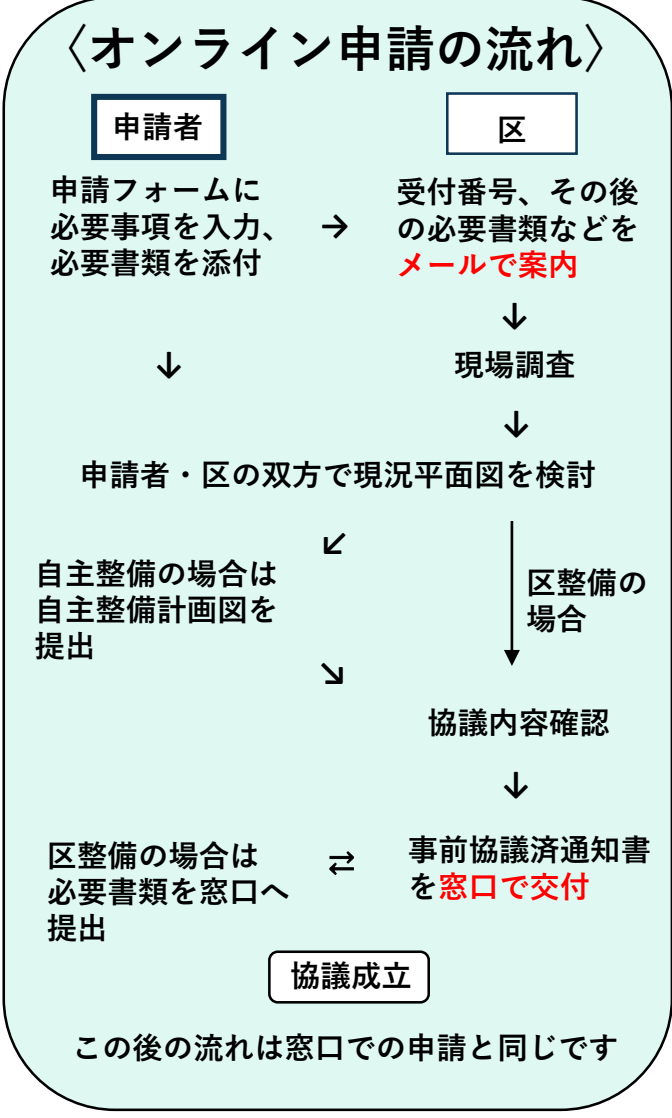 〈オンライン申請の流れ〉
申請者
区
申請フォームに
必要事項を入力、
必要書類を添付
→
受付番号、その後
の必要書類などを
メールで案内
↓
↓
現場調査
↓
申請者・区の双方で現況平面図を検討
↙
自主整備の場合は
自主整備計画図を
提出
区整備の
場合
↘
協議内容確認
↓
区整備の場合は
必要書類を窓口へ
提出
⇄
事前協議済通知書
を窓口で交付
協議成立
この後の流れは窓口での申請と同じです